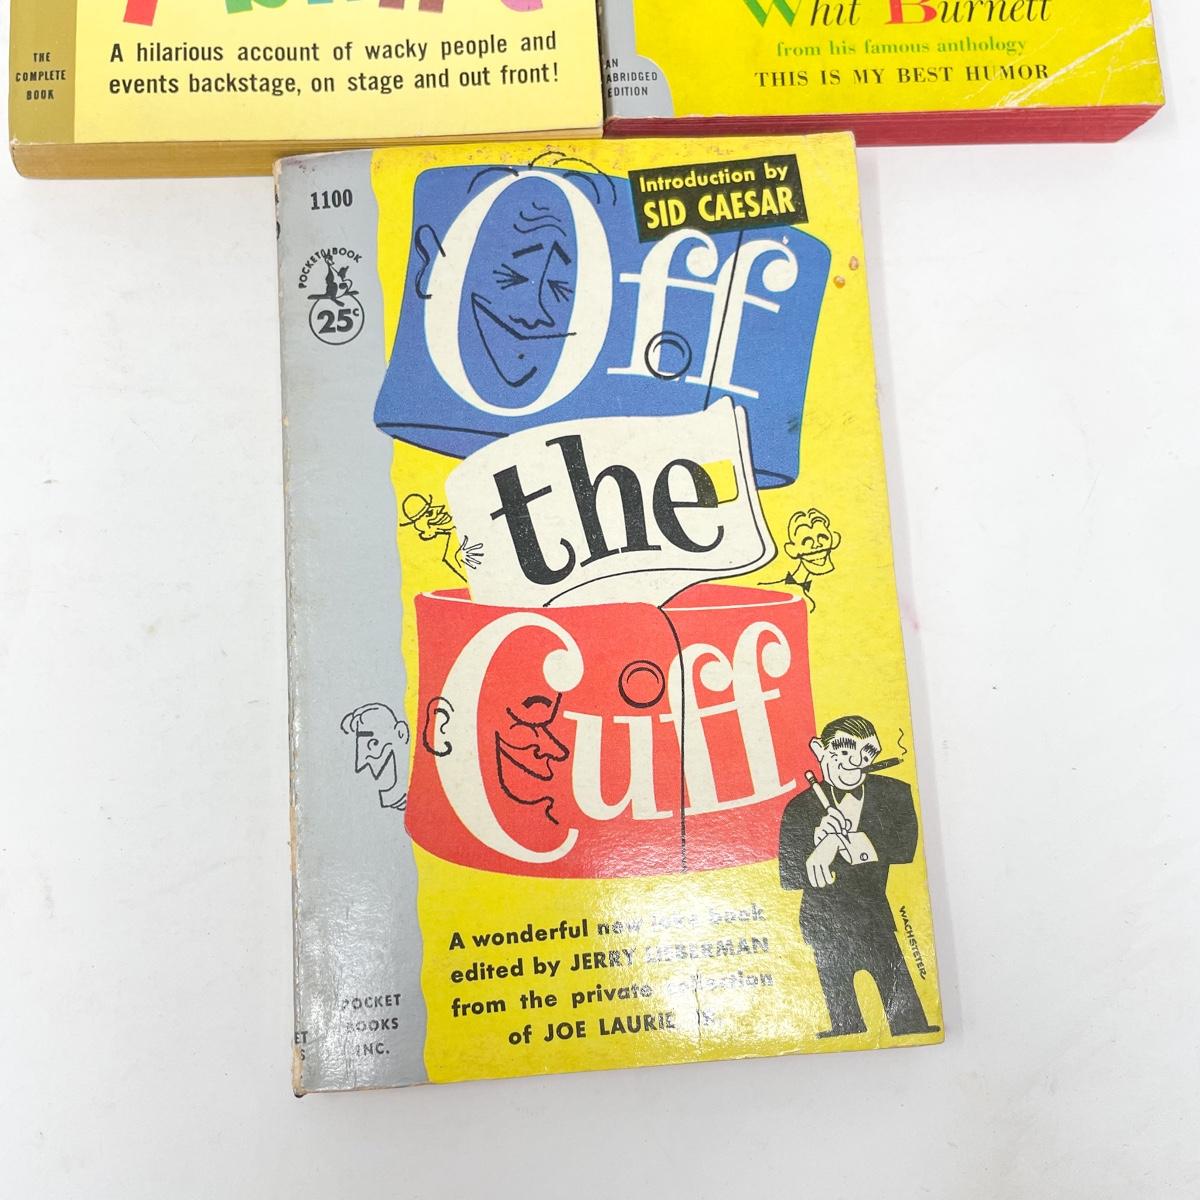 THE
COMPLETE
BOOK
A hilarious account of wacky people and
events backstage, on stage and out front!
Whit Burnett
from his famous anthology
THIS IS MY BEST HUMOR
AN
ABRIDGED
EDITION
1100
POCKET BOOK
25c
Introduction by
SID CAESAR
Off
the
Cuff
A wonderful new joke book
edited by JERRY LIEBERMAN
from the private collection
of JOE LAURIE JR.
WACHSTETER
POCKET
BOOKS
INC.
ET
S